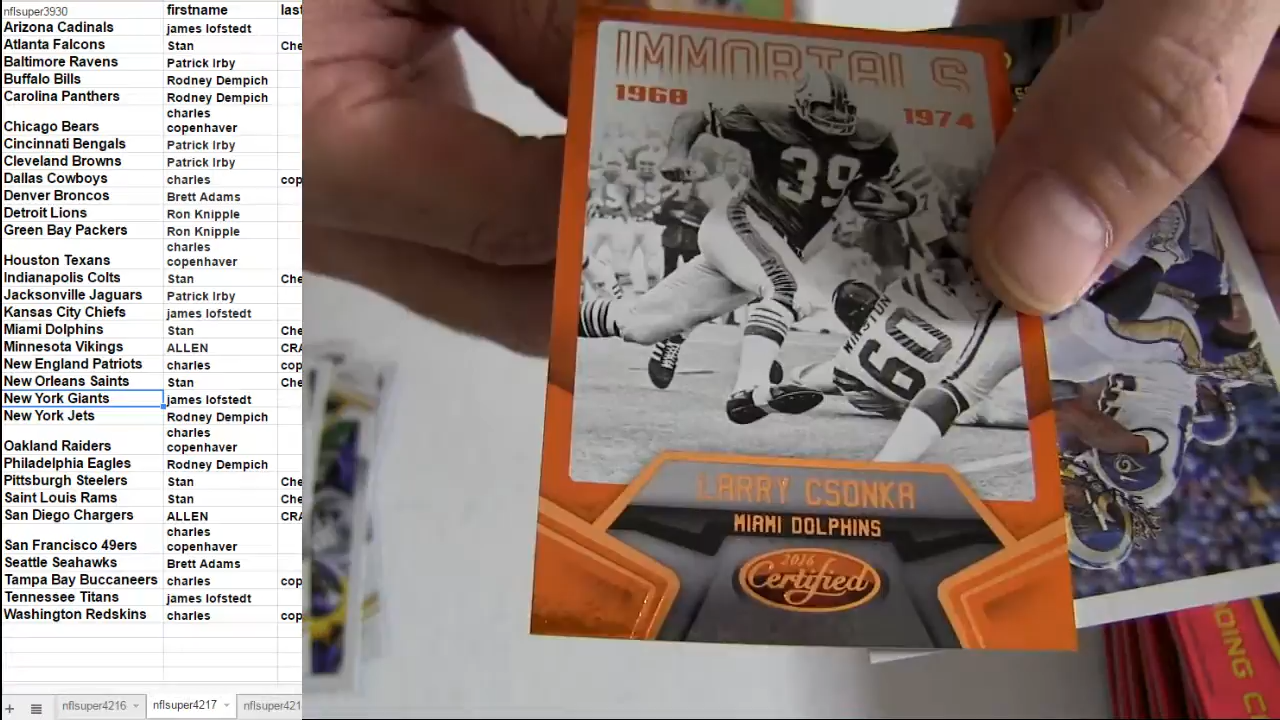 nflsuper3930 firstname last
Arizona Cadinals james lofstedt
Atlanta Falcons Stan Che
Baltimore Ravens Patrick Irby
Buffalo Bills Rodney Dempich
Carolina Panthers Rodney Dempich
Chicago Bears charles copenhaver
Cincinnati Bengals Patrick Irby
Cleveland Browns Patrick Irby
Dallas Cowboys charles cop
Denver Broncos Brett Adams
Detroit Lions Ron Knipple
Green Bay Packers Ron Knipple
Houston Texans charles copenhaver
Indianapolis Colts Stan Che
Jacksonville Jaguars Patrick Irby
Kansas City Chiefs james lofstedt
Miami Dolphins Stan Che
Minnesuta Vikings ALLEN CRA
New England Patriots charles cop
New Orleans Saints Stan Che
New York Giants james lofstedt
New York Jets Rodney Dempich
Oakland Raiders charles copenhaver
Philadelphia Eagles Rodney Dempich
Pittsburgh Steelers Stan Che
Saint Louis Rams Stan Che
San Diego Chargers ALLEN CRA
San Francisco 49ers charles copenhaver
Seattle Seahawks Brett Adams
Tampa Bay Buccaneers charles cop
Tennessee Titans james lofstedt
Washington Redskins charles cop
nflsuper4216 nflsuper4217 nflsuper421
IMMORTALS
1968 1974
39
WINSTON
60
LARRY CSONKA
MIAMI DOLPHINS
2016
Certified
DING C